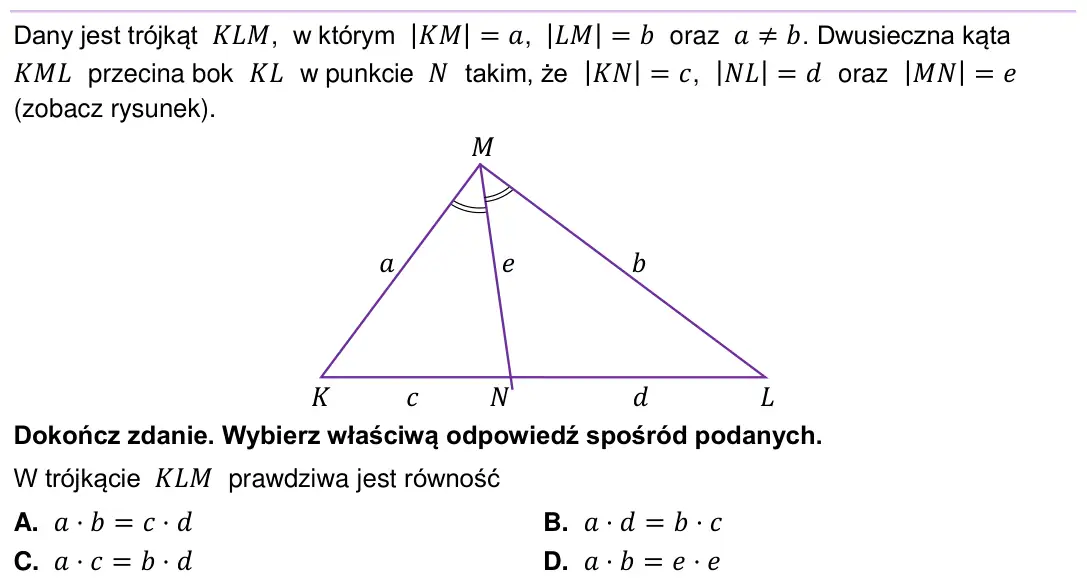 Dany jest trójkąt KLM, w którym |KM| = a, |LM| = b oraz a ≠ b. Dwusieczna kąta
KML przecina bok KL w punkcie N takim, że |KN| = c, |NL| = d oraz |MN| = e
(zobacz rysunek).
M
a e b
K c N d L
Dokończ zdanie. Wybierz właściwą odpowiedź spośród podanych.
W trójkącie KLM prawdziwa jest równość
A. a · b = c · d B. a · d = b · c
C. a · c = b · d D. a · b = e · e